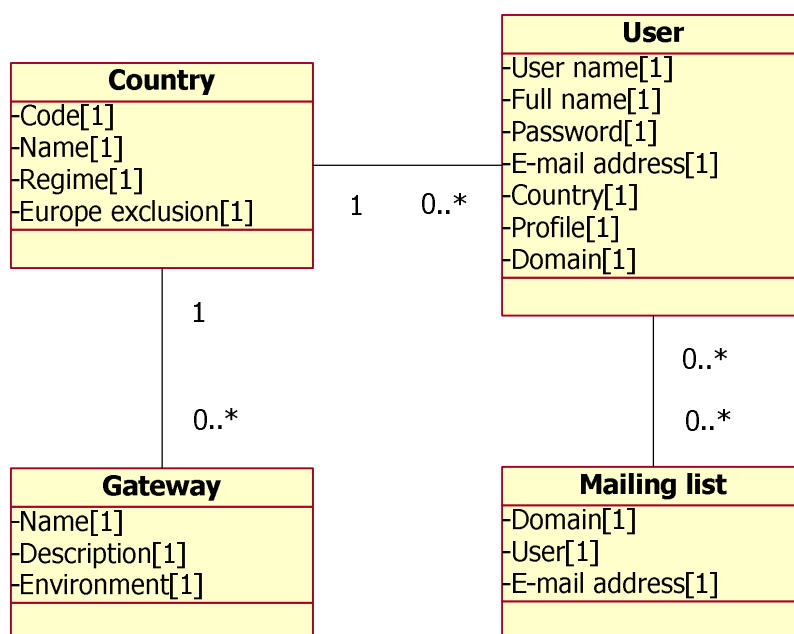 Country
-Code[1]
-Name[1]
-Regime[1]
-Europe exclusion[1]
1
0..*
User
-User name[1]
-Full name[1]
-Password[1]
-E-mail address[1]
-Country[1]
-Profile[1]
-Domain[1]
1
0..*
0..*
0..*
Gateway
-Name[1]
-Description[1]
-Environment[1]
Mailing list
-Domain[1]
-User[1]
-E-mail address[1]